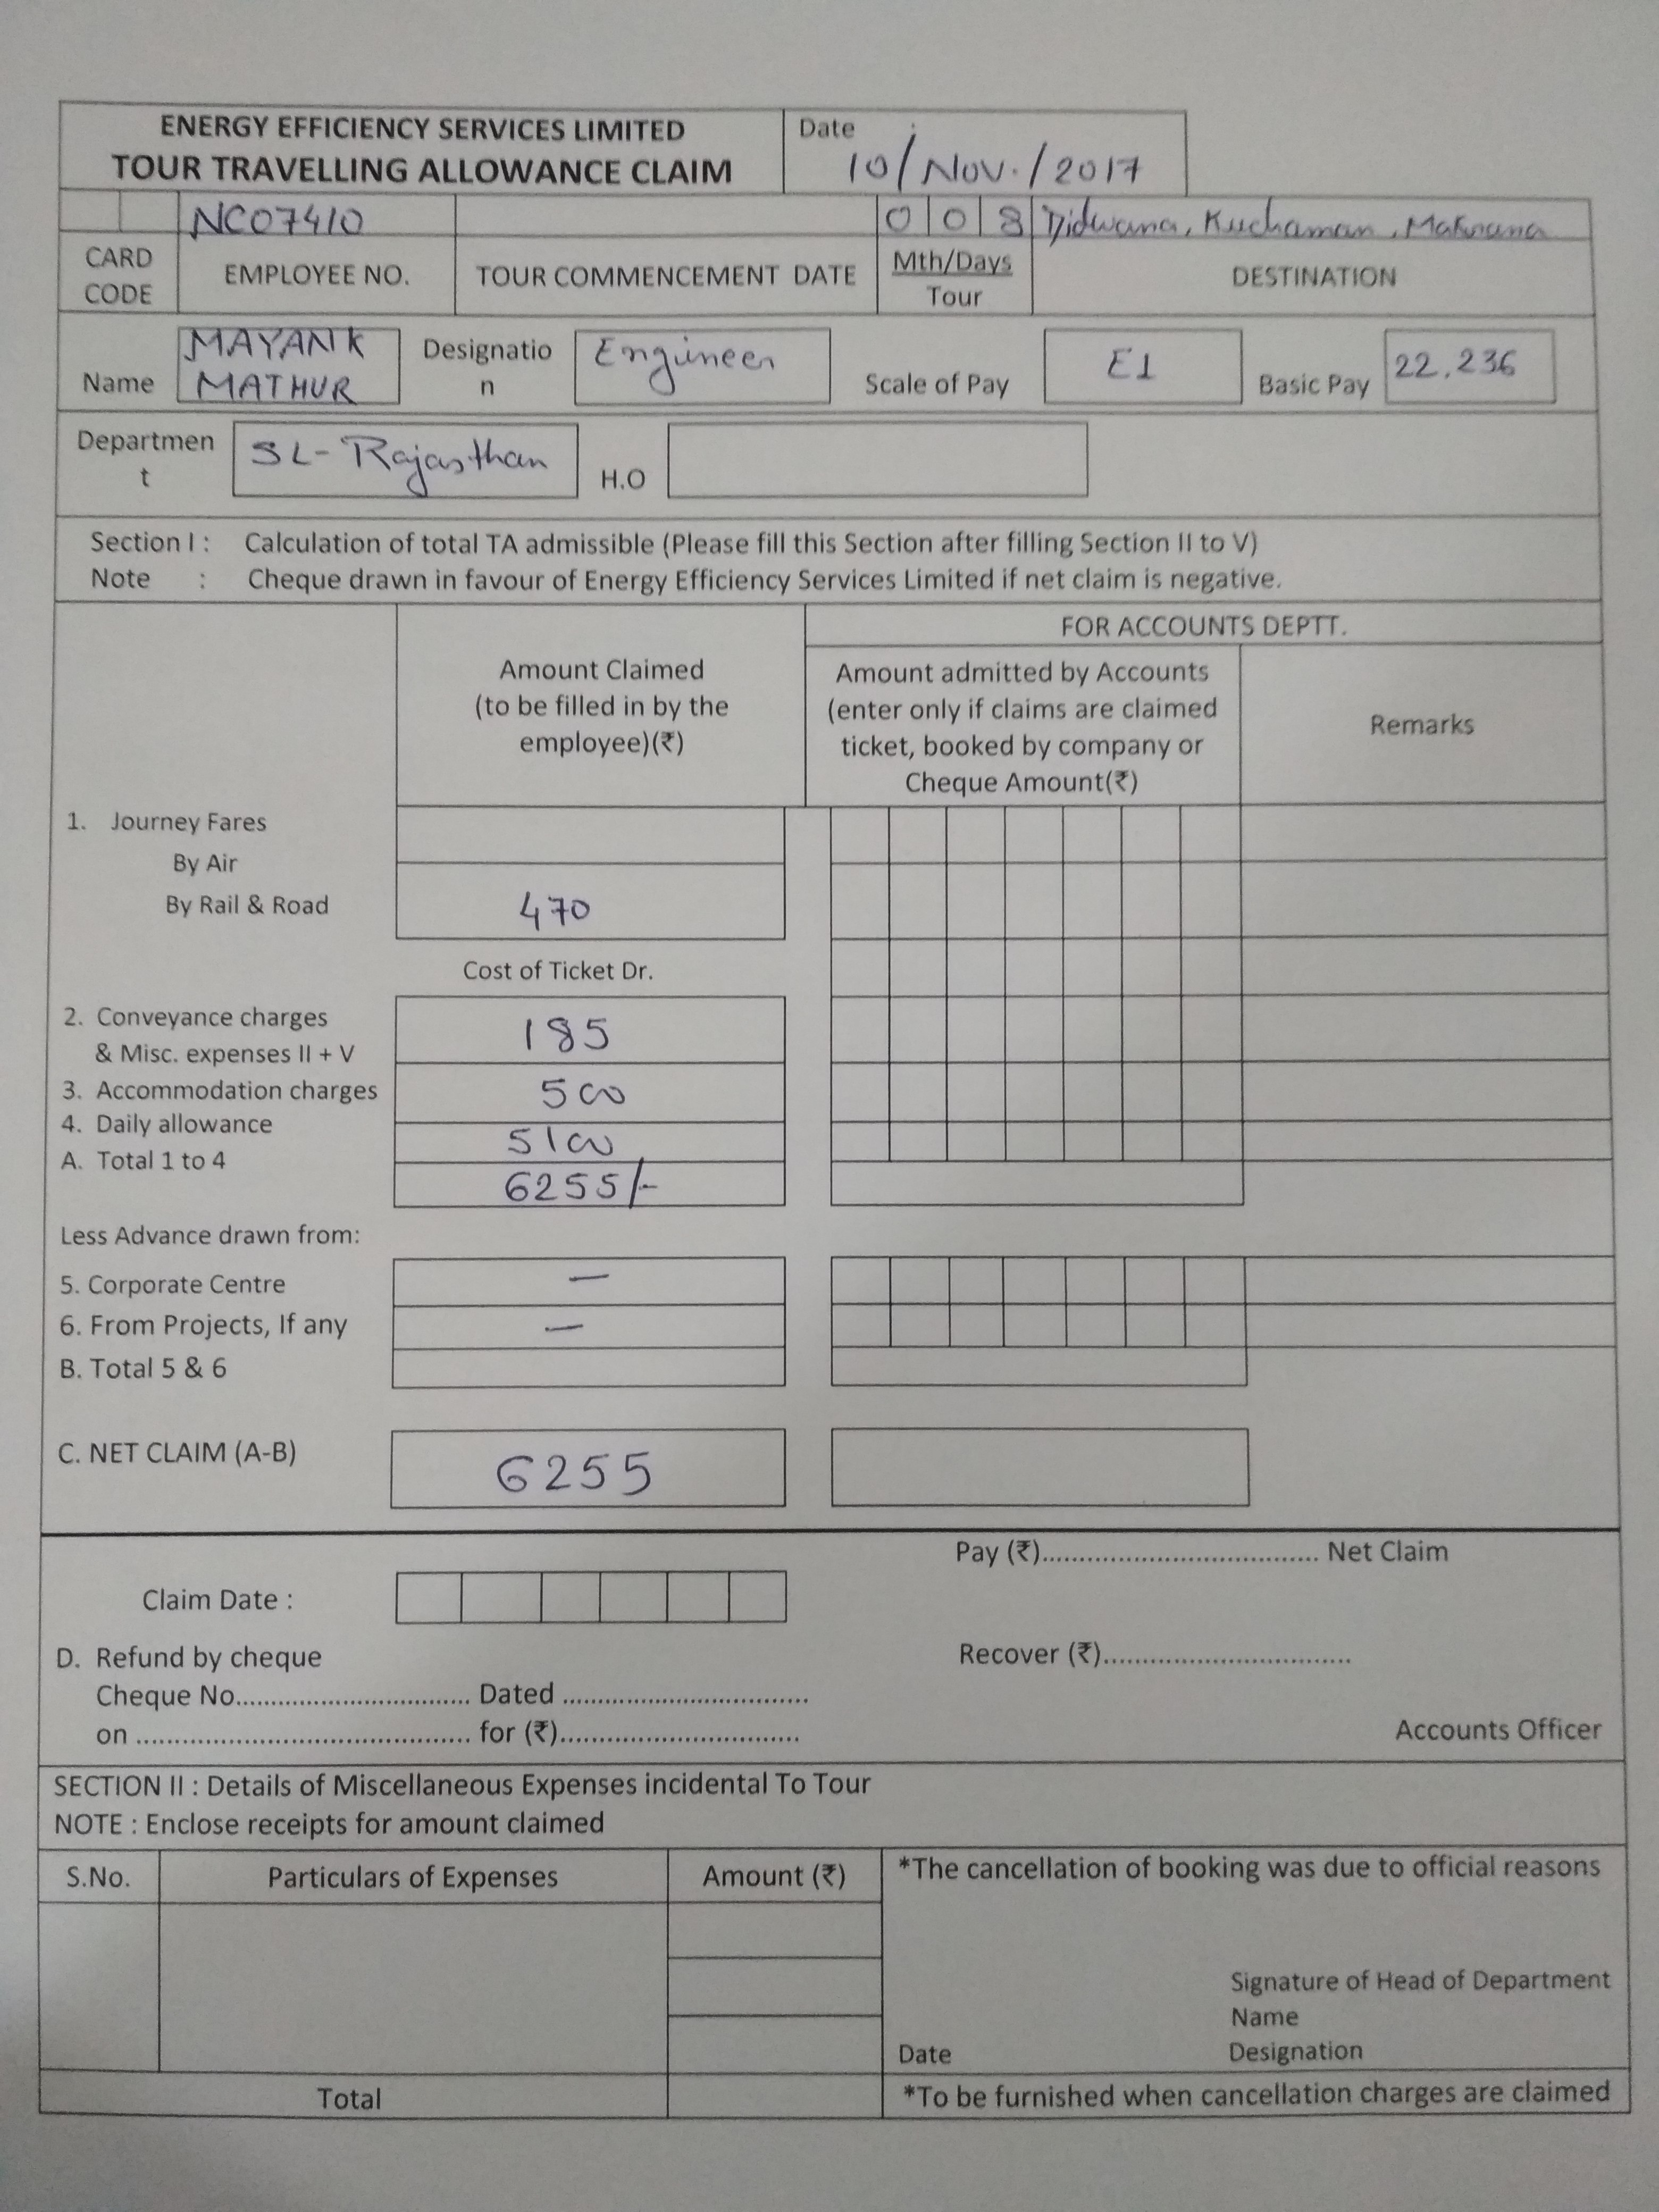 ENERGY EFFICIENCY SERVICES LIMITED
TOUR TRAVELLING ALLOWANCE CLAIM
Date
10/Nov./2017
NC07410 0 0 8 Didwana, Kuchaman, Makrana
CARD CODE EMPLOYEE NO. TOUR COMMENCEMENT DATE Mth/Days Tour DESTINATION
Name MAYANK MATHUR Designation Engineer Scale of Pay E1 Basic Pay 22,236
Department SL-Rajasthan H.O
Section I : Calculation of total TA admissible (Please fill this Section after filling Section II to V)
Note : Cheque drawn in favour of Energy Efficiency Services Limited if net claim is negative.
FOR ACCOUNTS DEPTT.
Amount Claimed
(to be filled in by the
employee)(₹)
Amount admitted by Accounts
(enter only if claims are claimed
ticket, booked by company or
Cheque Amount(₹)
Remarks
1. Journey Fares
By Air
By Rail & Road 470
Cost of Ticket Dr.
2. Conveyance charges
& Misc. expenses II + V 185
3. Accommodation charges 500
4. Daily allowance 5100
A. Total 1 to 4 6255/-
Less Advance drawn from:
5. Corporate Centre —
6. From Projects, If any —
B. Total 5 & 6
C. NET CLAIM (A-B) 6255
Pay (₹).................................... Net Claim
Claim Date :
D. Refund by cheque Recover (₹)................................
Cheque No.............................. Dated ................................
on ............................................ for (₹)...............................
Accounts Officer
SECTION II : Details of Miscellaneous Expenses incidental To Tour
NOTE : Enclose receipts for amount claimed
S.No. Particulars of Expenses Amount (₹) *The cancellation of booking was due to official reasons
Signature of Head of Department
Name
Date Designation
Total *To be furnished when cancellation charges are claimed